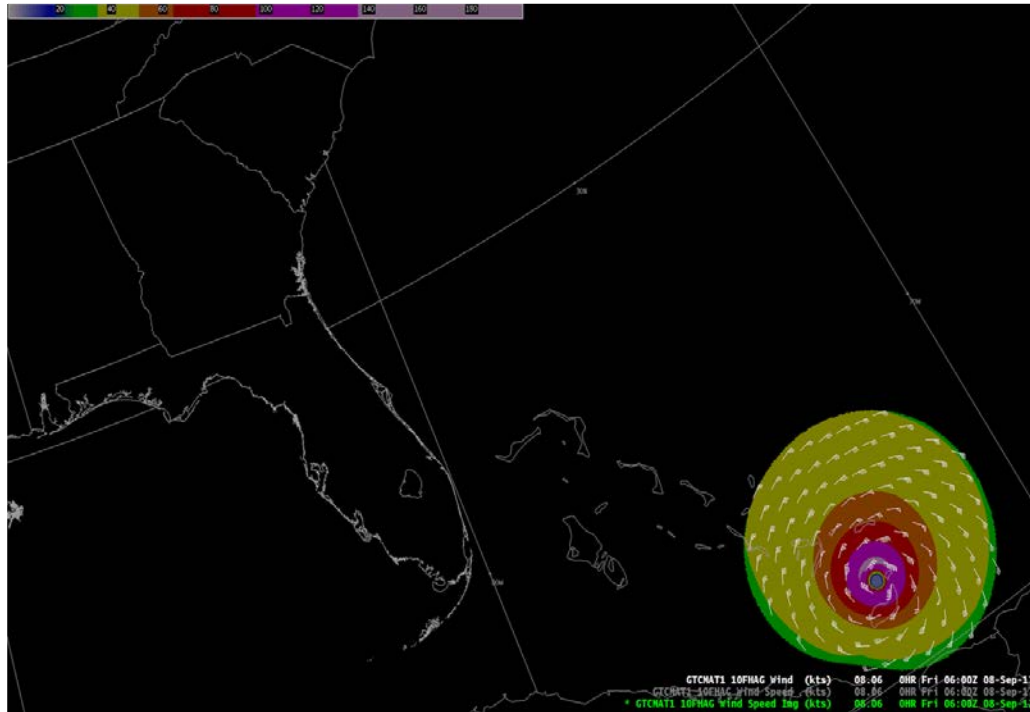 20 40 60 80 100 120 140 160 180
30N
70W
GTCMAT1 10FHAG Wind (kts) 08.06 0HR Fri 06:00Z 08-Sep-1
GTCMAT1 10FHAG Wind Speed (kts) 08.06 0HR Fri 06:00Z 08-Sep-1
* GTCMAT1 10FHAG Wind Speed Img (kts) 08.06 0HR Fri 06:00Z 08-Sep-1